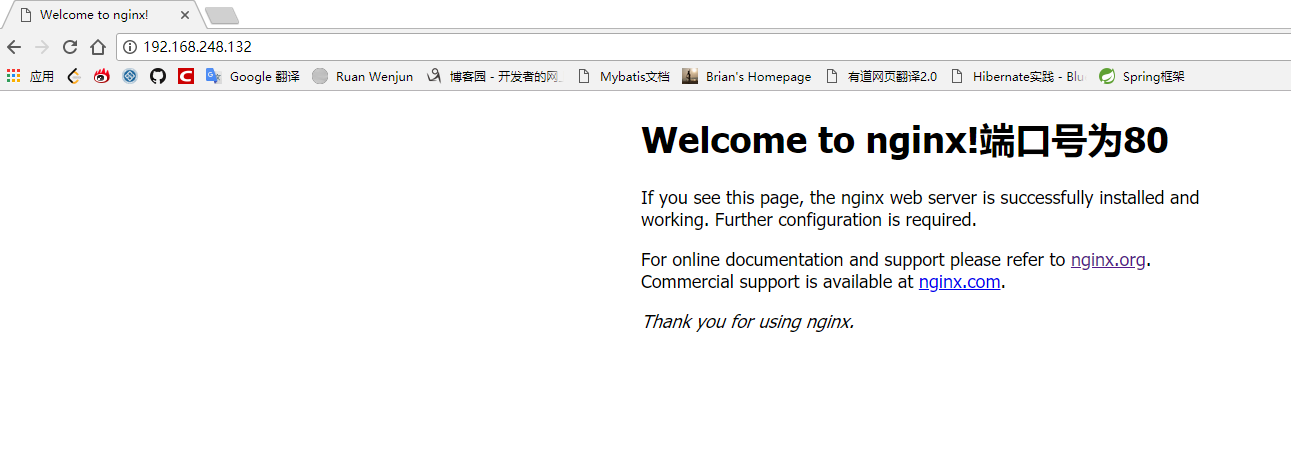 Welcome to nginx!
192.168.248.132
应用 Google 翻译 Ruan Wenjun 博客园 - 开发者的网 Mybatis文档 Brian's Homepage 有道网页翻译2.0 Hibernate实践 - Blu Spring框架
Welcome to nginx!端口号为80
If you see this page, the nginx web server is successfully installed and
working. Further configuration is required.
For online documentation and support please refer to nginx.org.
Commercial support is available at nginx.com.
Thank you for using nginx.